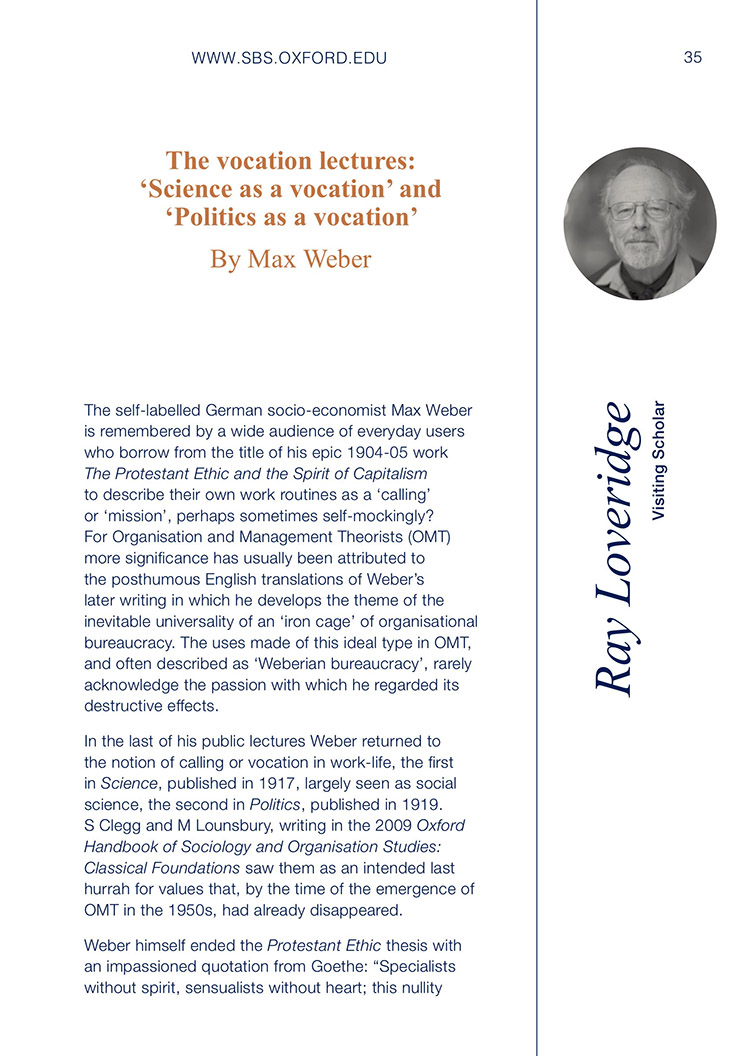 WWW.SBS.OXFORD.EDU
35
The vocation lectures:
‘Science as a vocation’ and
‘Politics as a vocation’
By Max Weber
The self-labelled German socio-economist Max Weber
is remembered by a wide audience of everyday users
who borrow from the title of his epic 1904-05 work
The Protestant Ethic and the Spirit of Capitalism
to describe their own work routines as a ‘calling’
or ‘mission’, perhaps sometimes self-mockingly?
For Organisation and Management Theorists (OMT)
more significance has usually been attributed to
the posthumous English translations of Weber’s
later writing in which he develops the theme of the
inevitable universality of an ‘iron cage’ of organisational
bureaucracy. The uses made of this ideal type in OMT,
and often described as ‘Weberian bureaucracy’, rarely
acknowledge the passion with which he regarded its
destructive effects.
In the last of his public lectures Weber returned to
the notion of calling or vocation in work-life, the first
in Science, published in 1917, largely seen as social
science, the second in Politics, published in 1919.
S Clegg and M Lounsbury, writing in the 2009 Oxford
Handbook of Sociology and Organisation Studies:
Classical Foundations saw them as an intended last
hurrah for values that, by the time of the emergence of
OMT in the 1950s, had already disappeared.
Weber himself ended the Protestant Ethic thesis with
an impassioned quotation from Goethe: “Specialists
without spirit, sensualists without heart; this nullity
Ray Loveridge
Visiting Scholar